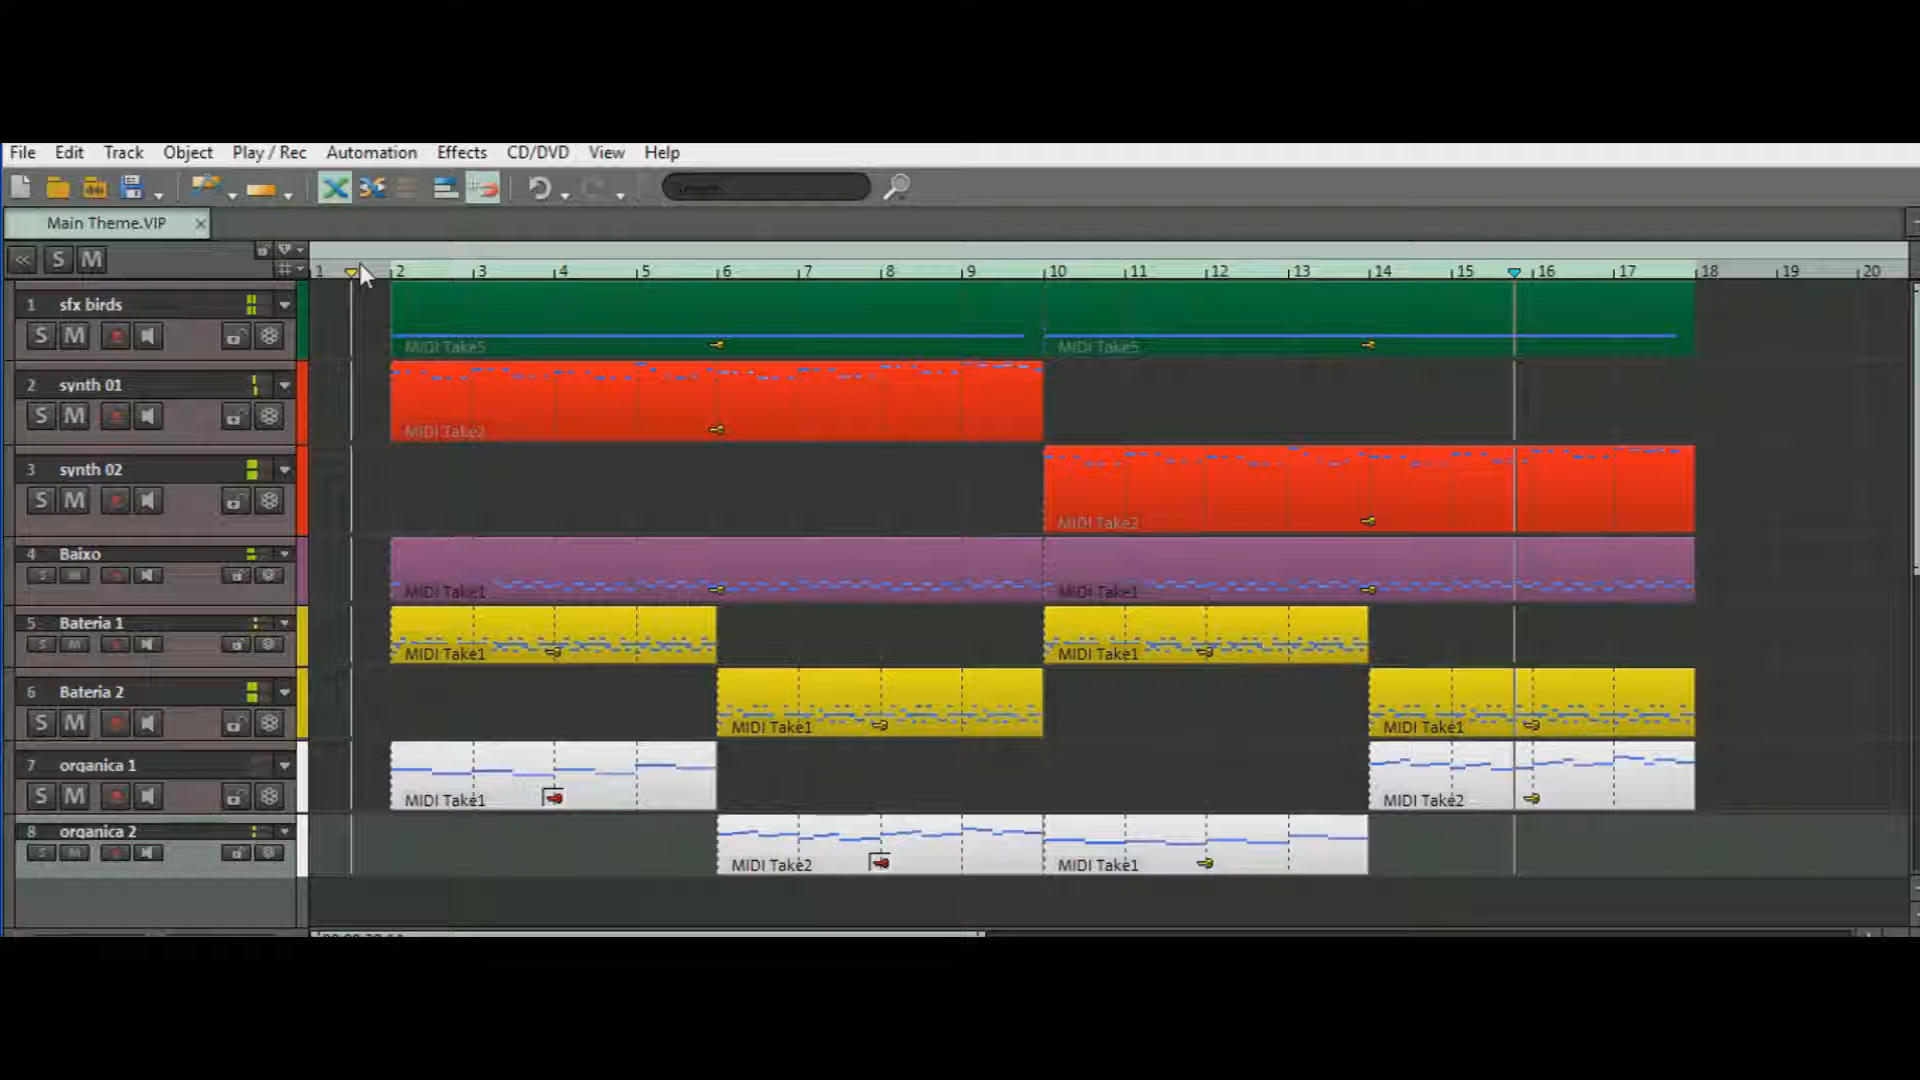 File Edit Track Object Play / Rec Automation Effects CD/DVD View Help
Main Theme.VIP
S M
1 2 3 4 5 6 7 8 9 10 11 12 13 14 15 16 17 18 19 20
1 sfx birds
S M
MIDI Take5 MIDI Take5
2 synth 01
S M
MIDI Take2
3 synth 02
S M
MIDI Take2
4 Baixo
S M
MIDI Take1 MIDI Take1
5 Bateria 1
S M
MIDI Take1 MIDI Take1
6 Bateria 2
S M
MIDI Take1 MIDI Take1
7 organica 1
S M
MIDI Take1 MIDI Take2
8 organica 2
S M
MIDI Take2 MIDI Take1